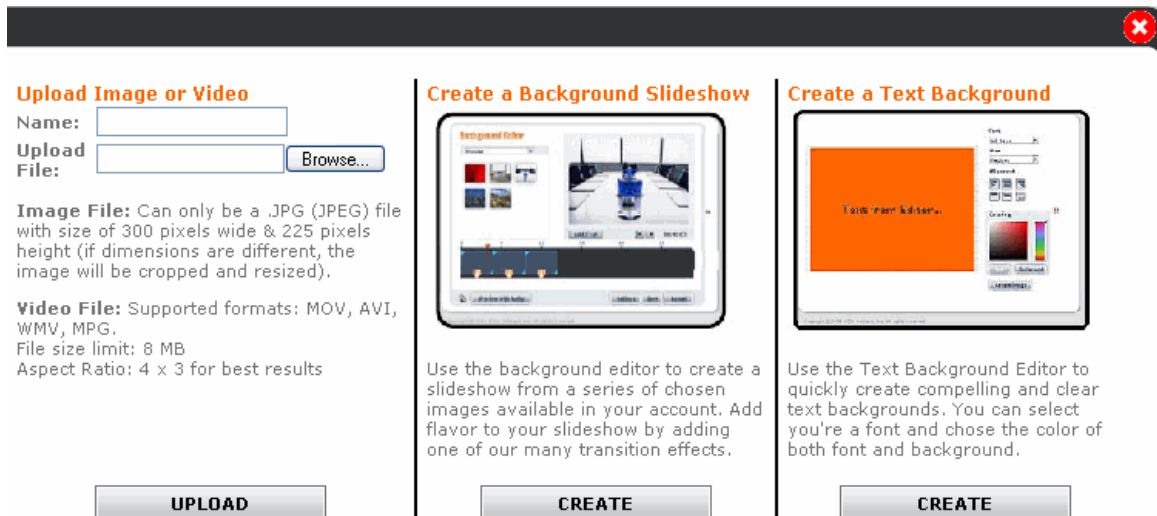 Upload Image or Video
Name:
Upload
File:
Browse...
Image File: Can only be a .JPG (JPEG) file
with size of 300 pixels wide & 225 pixels
height (if dimensions are different, the
image will be cropped and resized).
Video File: Supported formats: MOV, AVI,
WMV, MPG.
File size limit: 8 MB
Aspect Ratio: 4 x 3 for best results
UPLOAD
Create a Background Slideshow
Background Editor
Use the background editor to create a
slideshow from a series of chosen
images available in your account. Add
flavor to your slideshow by adding
one of our many transition effects.
CREATE
Create a Text Background
Use the Text Background Editor to
quickly create compelling and clear
text backgrounds. You can select
you're a font and chose the color of
both font and background.
CREATE